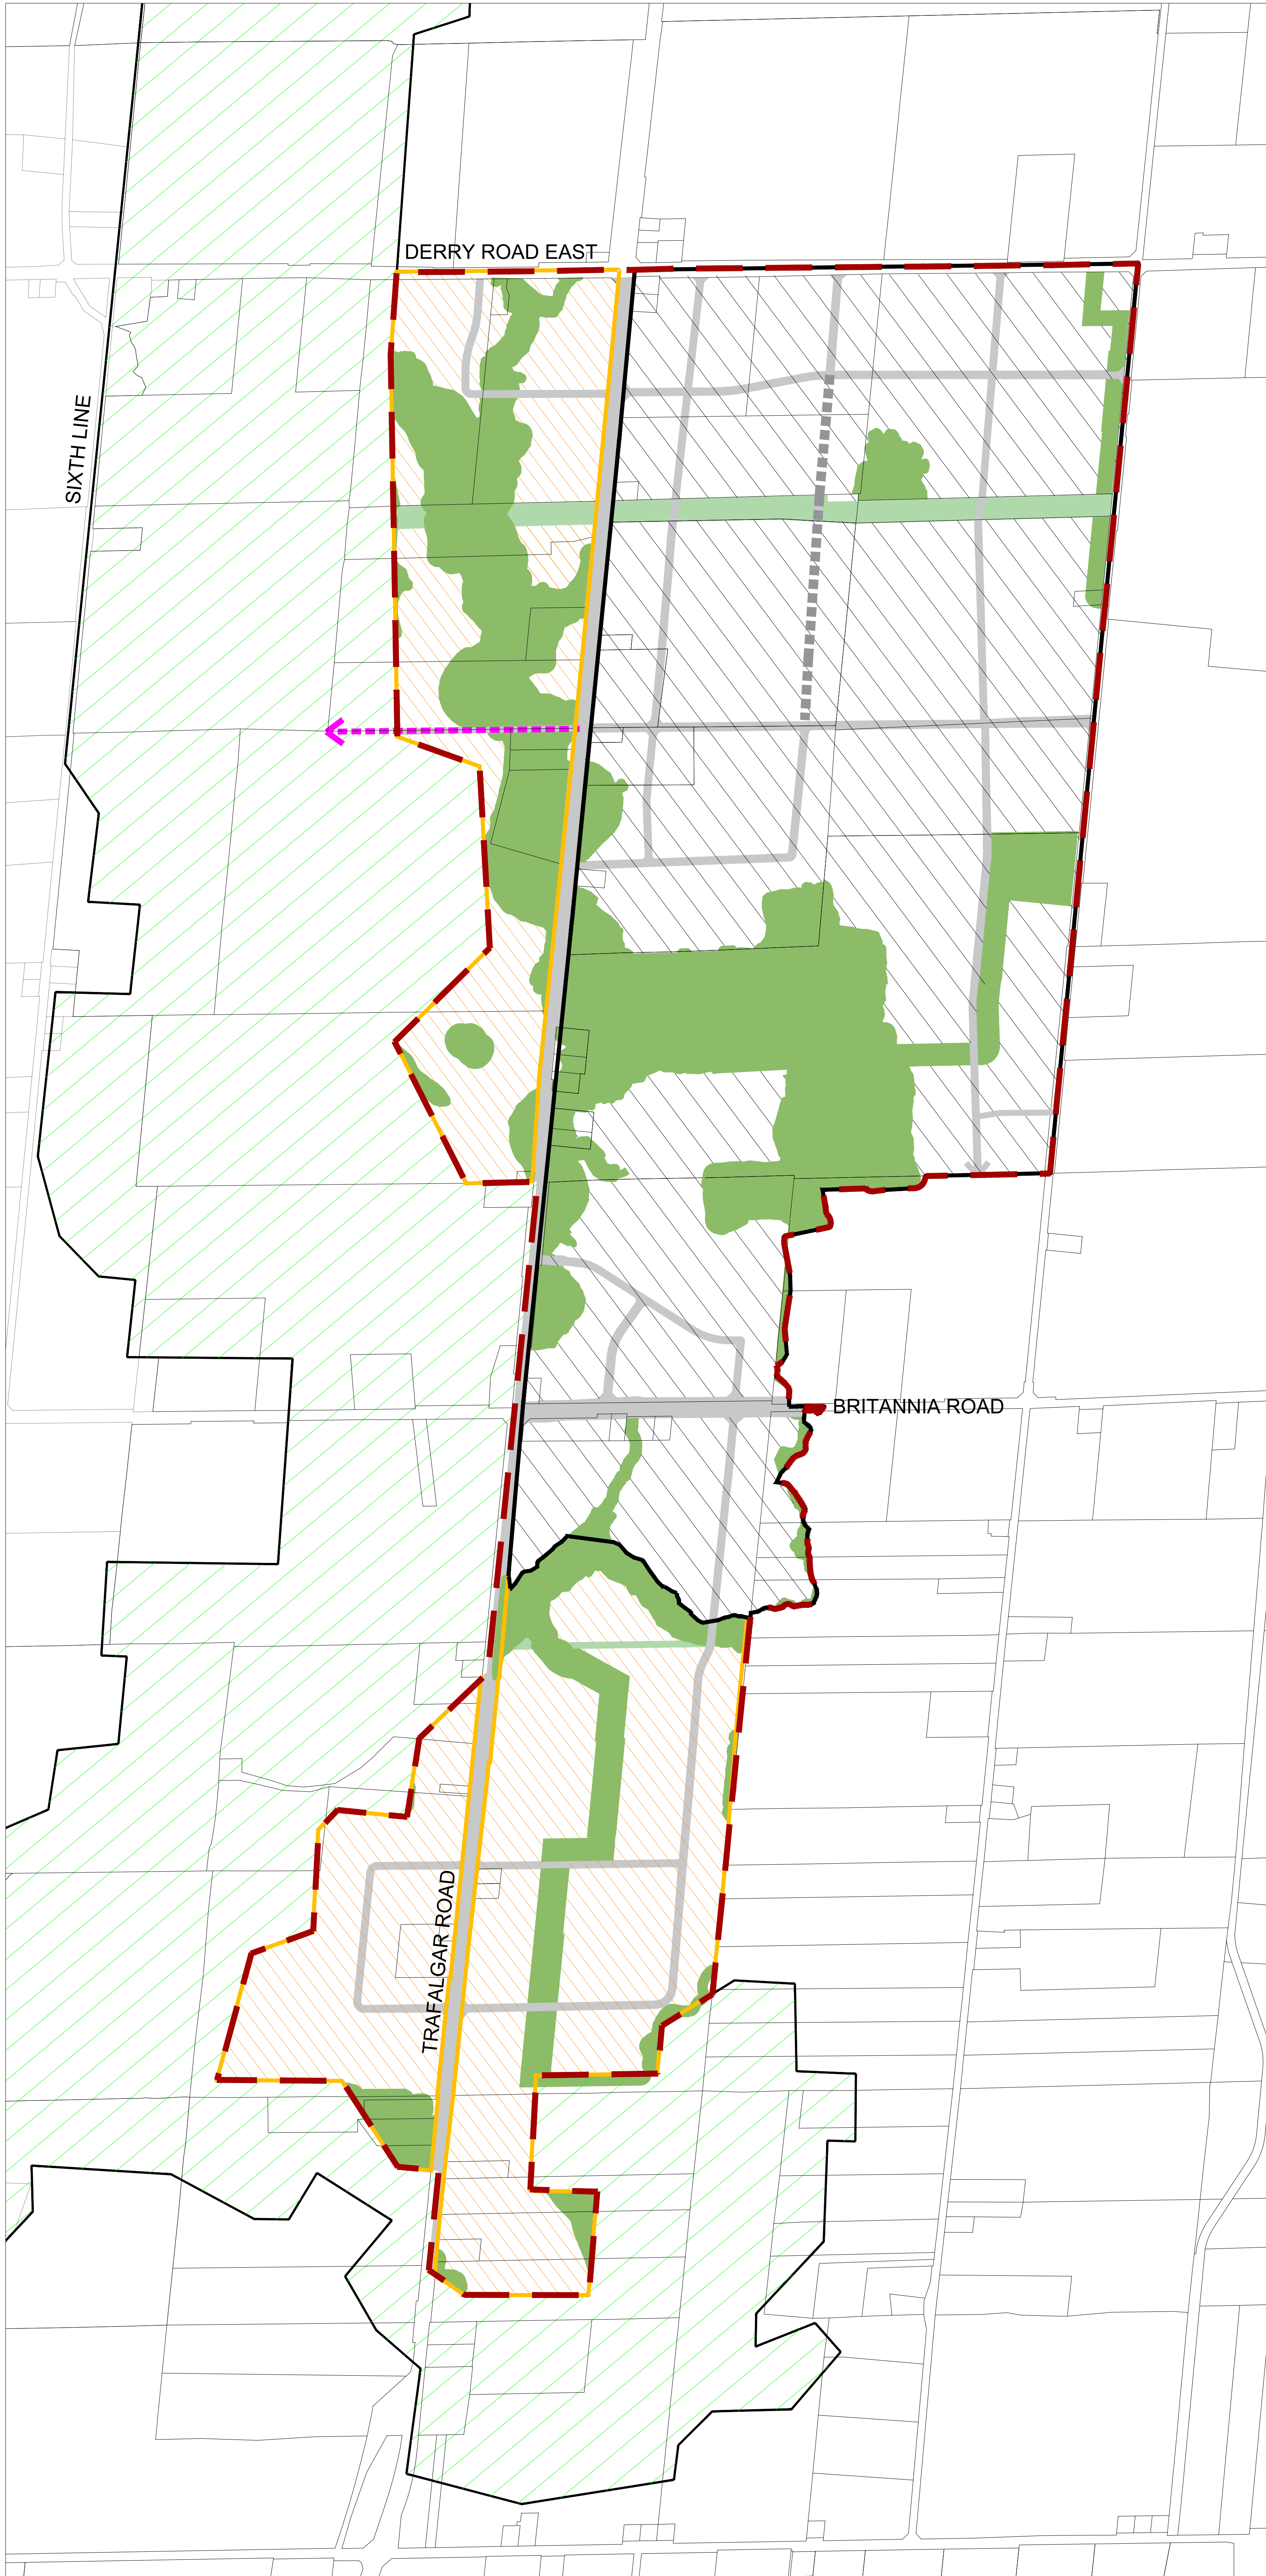 DERRY ROAD EAST
SIXTH LINE
BRITANNIA ROAD
TRAFALGAR ROAD